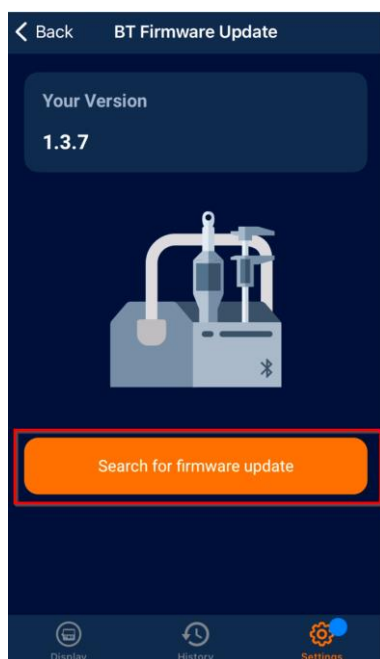 Back
BT Firmware Update
Your Version
1.3.7
Search for firmware update
Display
History
Settings